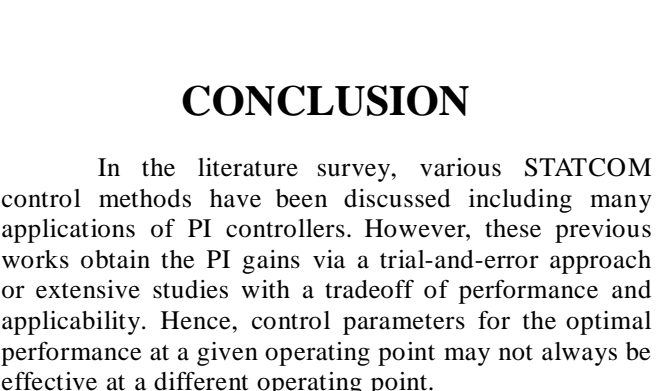 CONCLUSION
In the literature survey, various STATCOM
control methods have been discussed including many
applications of PI controllers. However, these previous
works obtain the PI gains via a trial-and-error approach
or extensive studies with a tradeoff of performance and
applicability. Hence, control parameters for the optimal
performance at a given operating point may not always be
effective at a different operating point.